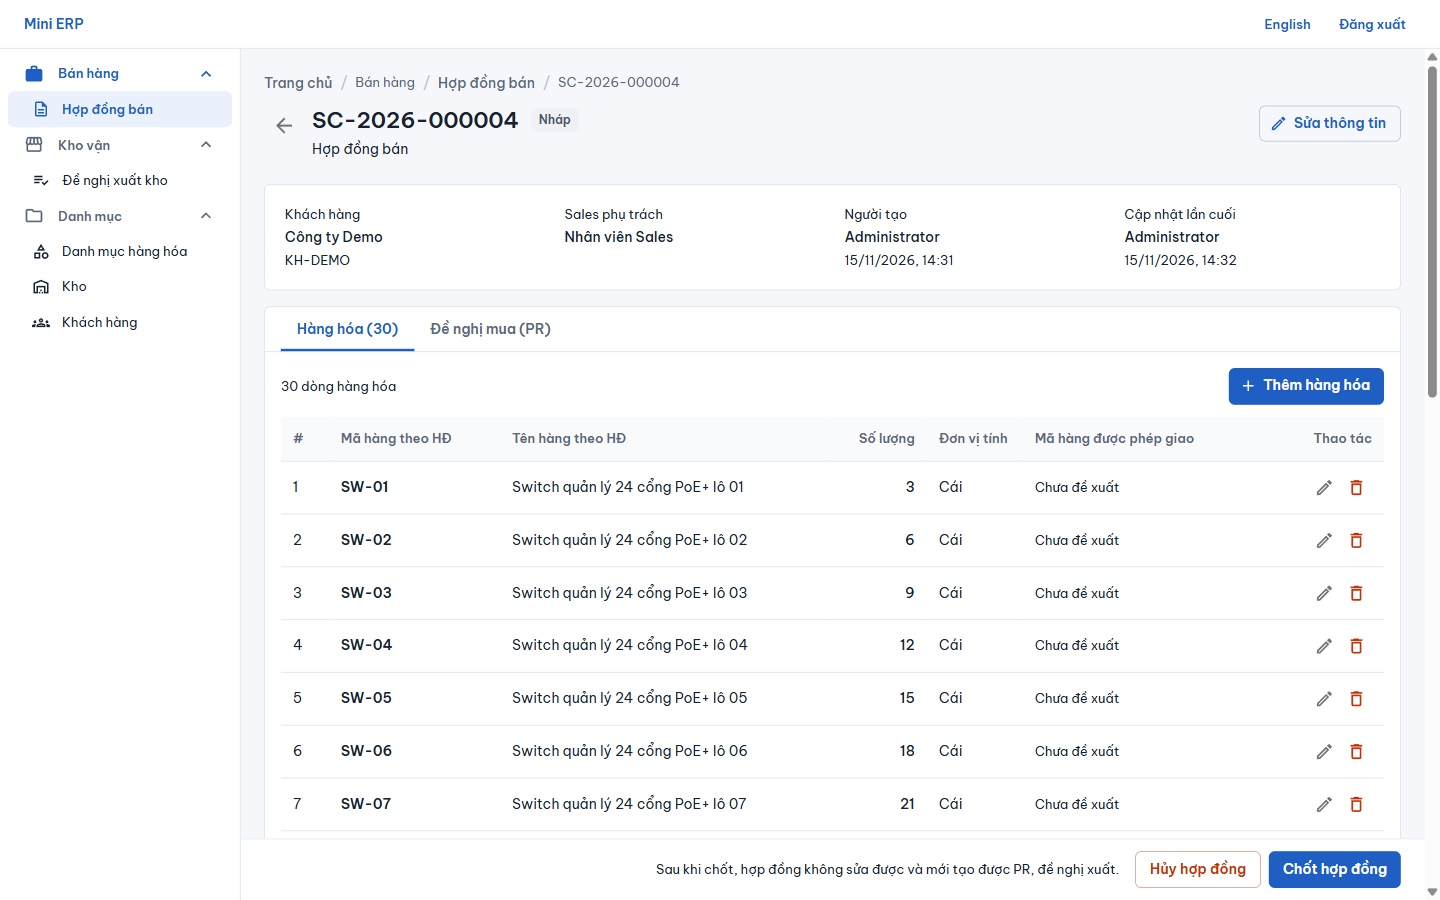 Mini ERP
English
Đăng xuất
Bán hàng
Hợp đồng bán
Kho vận
Đề nghị xuất kho
Danh mục
Danh mục hàng hóa
Kho
Khách hàng
Trang chủ / Bán hàng / Hợp đồng bán / SC-2026-000004
SC-2026-000004 Nháp
Hợp đồng bán
Sửa thông tin
Khách hàng
Công ty Demo
KH-DEMO
Sales phụ trách
Nhân viên Sales
Người tạo
Administrator
15/11/2026, 14:31
Cập nhật lần cuối
Administrator
15/11/2026, 14:32
Hàng hóa (30) Đề nghị mua (PR)
30 dòng hàng hóa
Thêm hàng hóa
# Mã hàng theo HĐ Tên hàng theo HĐ Số lượng Đơn vị tính Mã hàng được phép giao Thao tác
1 SW-01 Switch quản lý 24 cổng PoE+ lô 01 3 Cái Chưa đề xuất
2 SW-02 Switch quản lý 24 cổng PoE+ lô 02 6 Cái Chưa đề xuất
3 SW-03 Switch quản lý 24 cổng PoE+ lô 03 9 Cái Chưa đề xuất
4 SW-04 Switch quản lý 24 cổng PoE+ lô 04 12 Cái Chưa đề xuất
5 SW-05 Switch quản lý 24 cổng PoE+ lô 05 15 Cái Chưa đề xuất
6 SW-06 Switch quản lý 24 cổng PoE+ lô 06 18 Cái Chưa đề xuất
7 SW-07 Switch quản lý 24 cổng PoE+ lô 07 21 Cái Chưa đề xuất
Sau khi chốt, hợp đồng không sửa được và mới tạo được PR, đề nghị xuất.
Hủy hợp đồng
Chốt hợp đồng